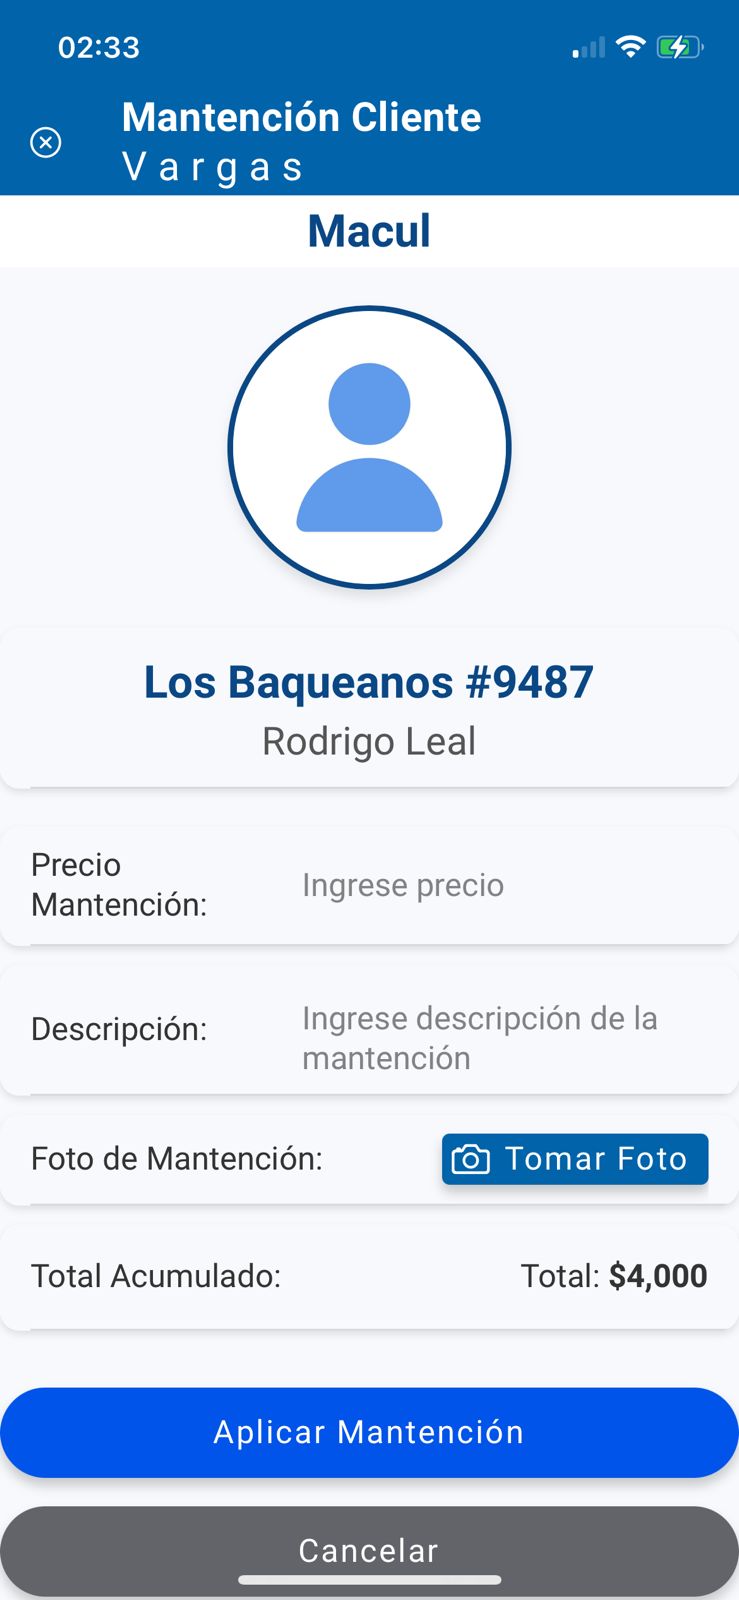 02:33
Mantención Cliente
Vargas
Macul
Los Baqueanos #9487
Rodrigo Leal
Precio
Mantención:
Ingrese precio
Descripción:
Ingrese descripción de la
mantención
Foto de Mantención:
Tomar Foto
Total Acumulado:
Total: $4,000
Aplicar Mantención
Cancelar